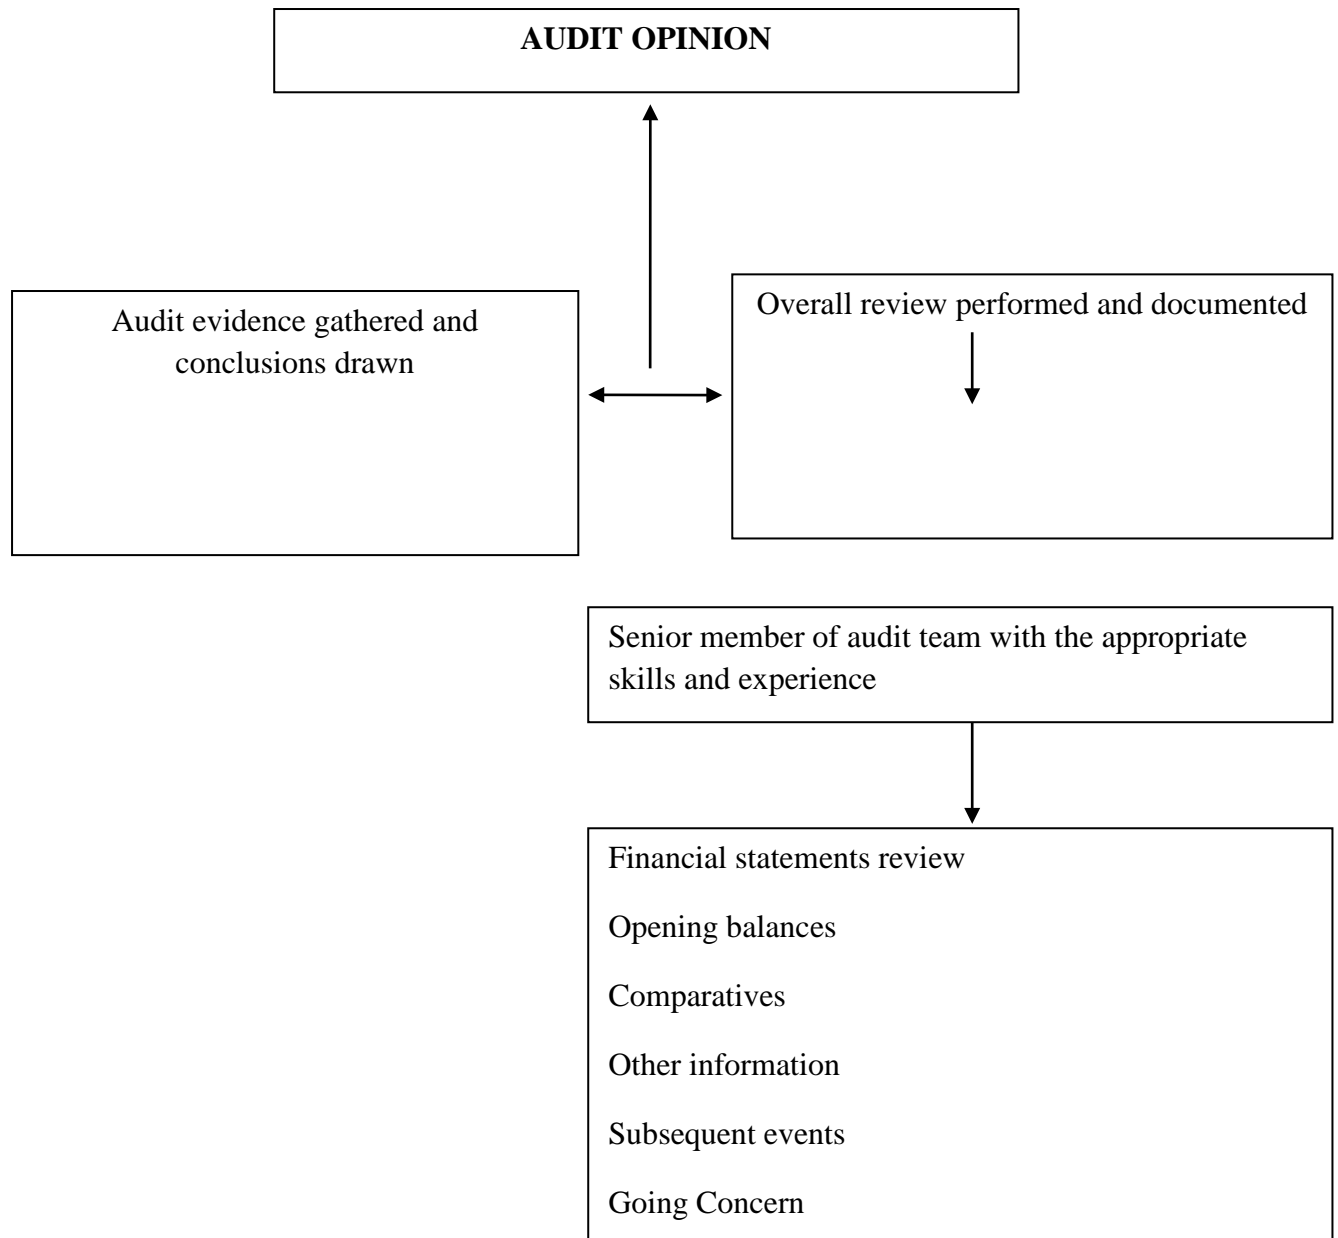 AUDIT OPINION
Audit evidence gathered and
conclusions drawn
Overall review performed and documented
Senior member of audit team with the appropriate
skills and experience
Financial statements review
Opening balances
Comparatives
Other information
Subsequent events
Going Concern